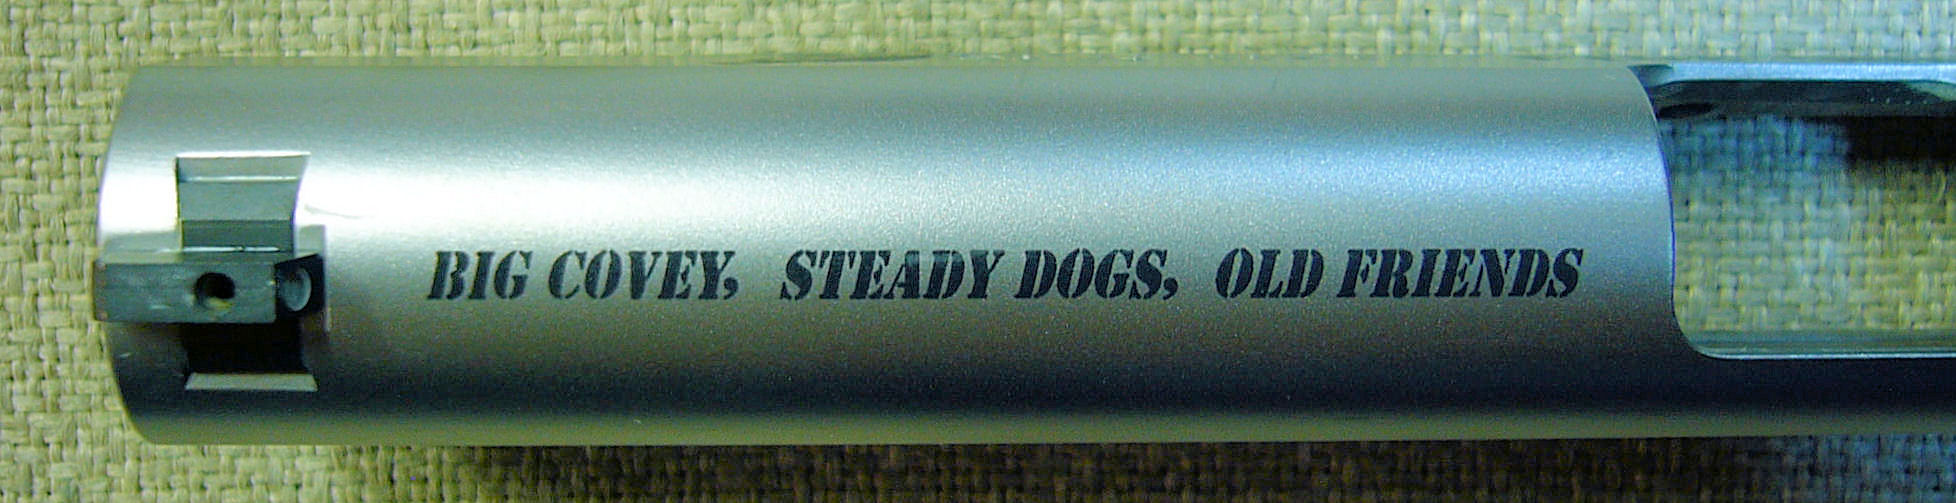 BIG COVEY, STEADY DOGS, OLD FRIENDS